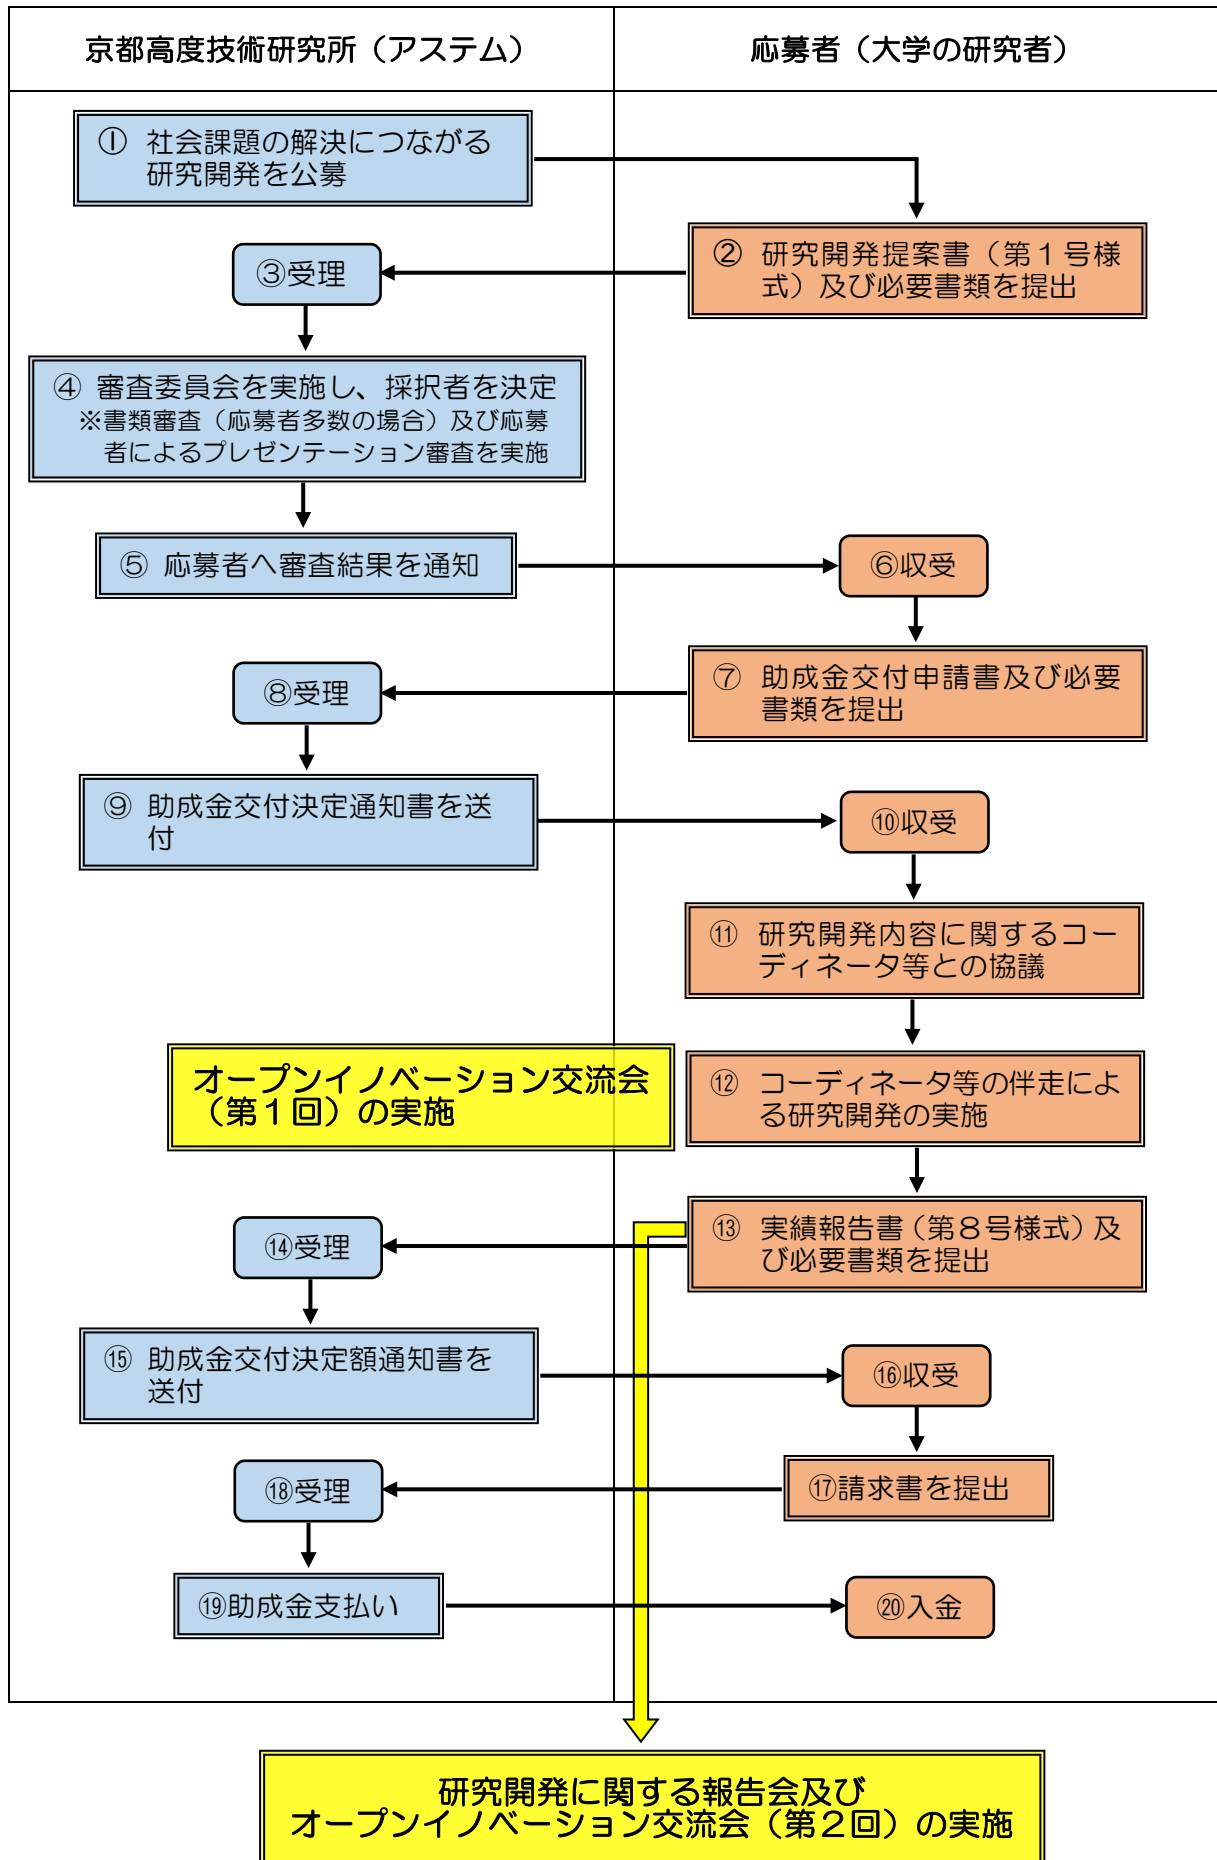 京都高度技術研究所（アステム）
応募者（大学の研究者）
① 社会課題の解決につながる
研究開発を公募
② 研究開発提案書（第１号様
式）及び必要書類を提出
③受理
④ 審査委員会を実施し、採択者を決定
※書類審査（応募者多数の場合）及び応募
者によるプレゼンテーション審査を実施
⑤ 応募者へ審査結果を通知
⑥収受
⑦ 助成金交付申請書及び必要
書類を提出
⑧受理
⑨ 助成金交付決定通知書を送
付
⑩収受
⑪ 研究開発内容に関するコー
ディネータ等との協議
オープンイノベーション交流会
（第１回）の実施
⑫ コーディネータ等の伴走によ
る研究開発の実施
⑬ 実績報告書（第８号様式）及
び必要書類を提出
⑭受理
⑮ 助成金交付決定額通知書を
送付
⑯収受
⑰請求書を提出
⑱受理
⑲助成金支払い
⑳入金
研究開発に関する報告会及び
オープンイノベーション交流会（第２回）の実施